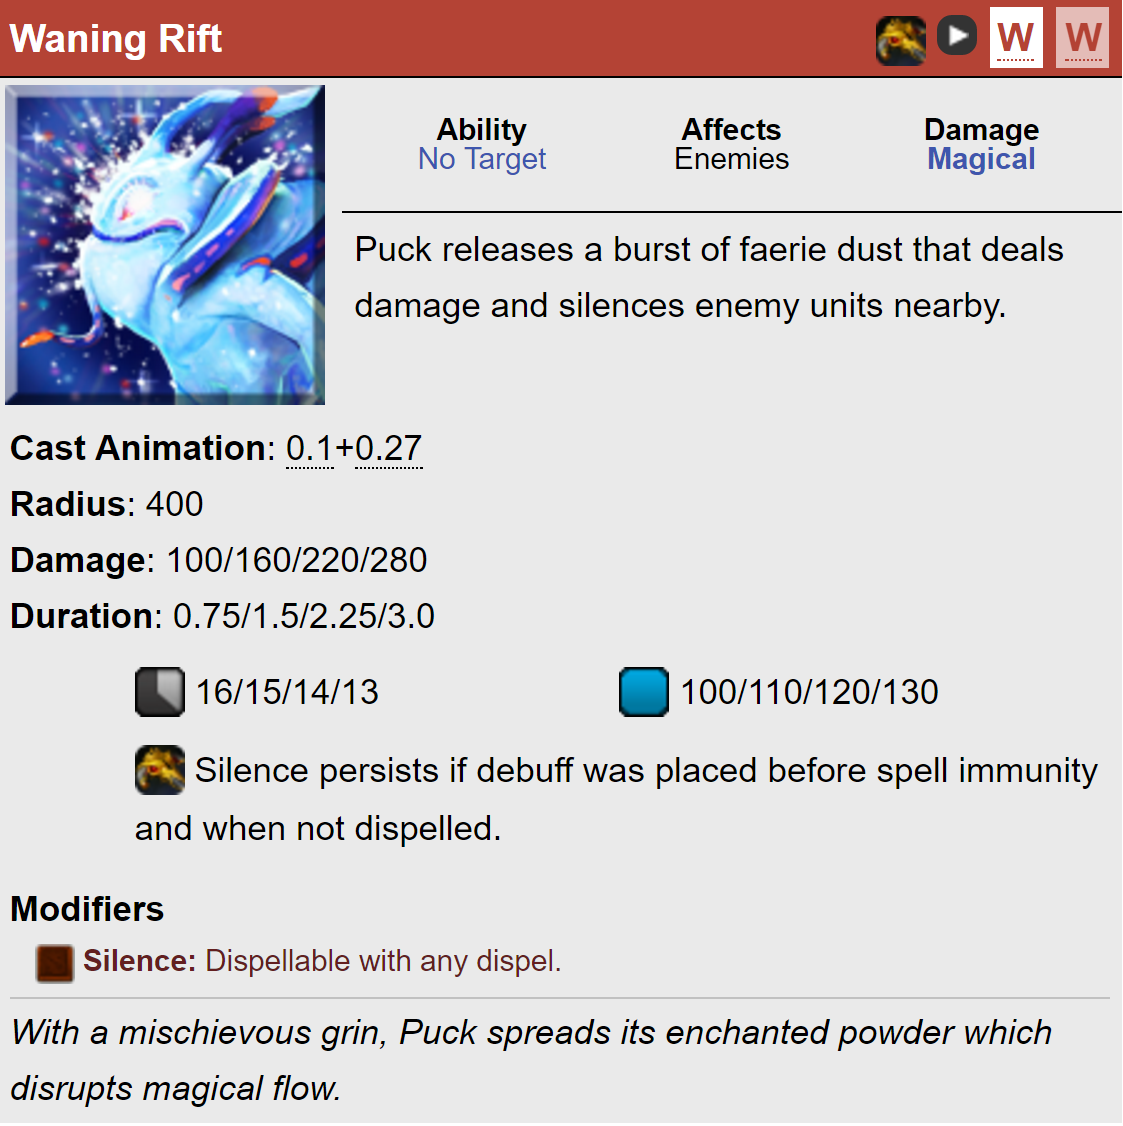 Waning Rift
W
W
Ability
No Target
Affects
Enemies
Damage
Magical
Puck releases a burst of faerie dust that deals
damage and silences enemy units nearby.
Cast Animation: 0.1+0.27
Radius: 400
Damage: 100/160/220/280
Duration: 0.75/1.5/2.25/3.0
16/15/14/13
100/110/120/130
Silence persists if debuff was placed before spell immunity
and when not dispelled.
Modifiers
Silence: Dispellable with any dispel.
With a mischievous grin, Puck spreads its enchanted powder which
disrupts magical flow.